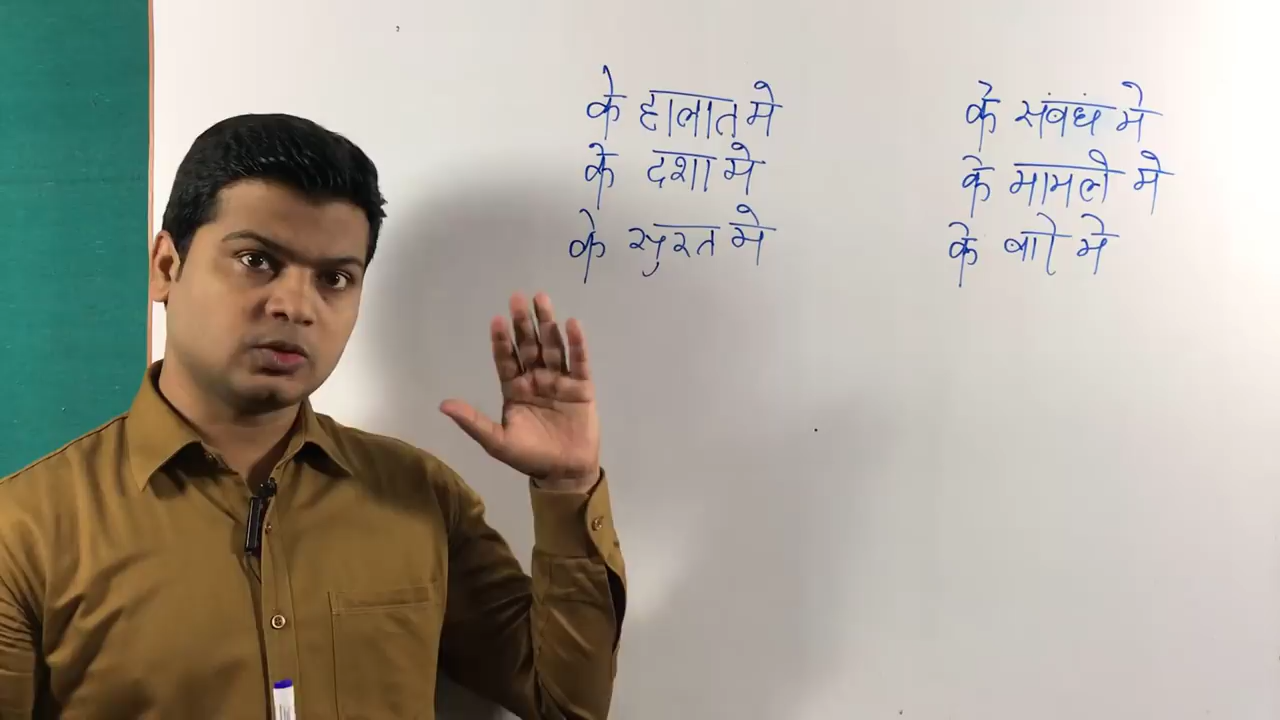 के हालात मे
के दशा मे
के सुरत मे
के संबंधं मे
के मामले मे
के बारे मे